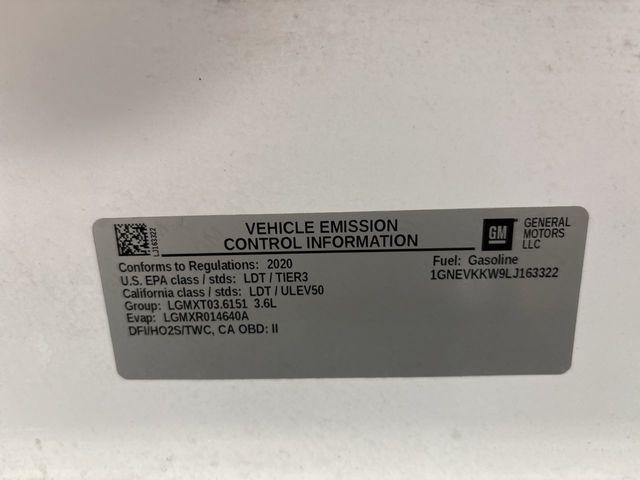 LJ163322
VEHICLE EMISSION
CONTROL INFORMATION
GM
GENERAL
MOTORS
LLC
Conforms to Regulations: 2020
U.S. EPA class / stds: LDT / TIER3
California class / stds: LDT / ULEV50
Group: LGMXT03.6151 3.6L
Evap: LGMXR014640A
DFI/HO2S/TWC, CA OBD: II
Fuel: Gasoline
1GNEVKKW9LJ163322